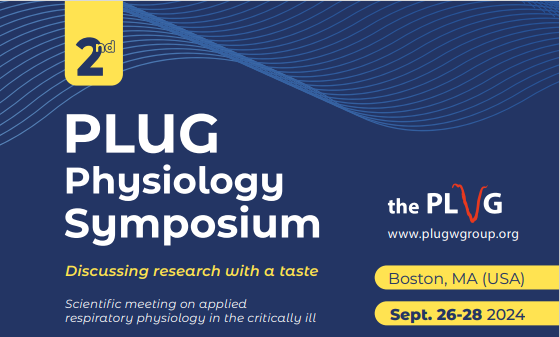 2nd
PLUG
Physiology
Symposium
Discussing research with a taste
Scientific meeting on applied
respiratory physiology in the critically ill
the PLUG
www.plugwgroup.org
Boston, MA (USA)
Sept. 26-28 2024